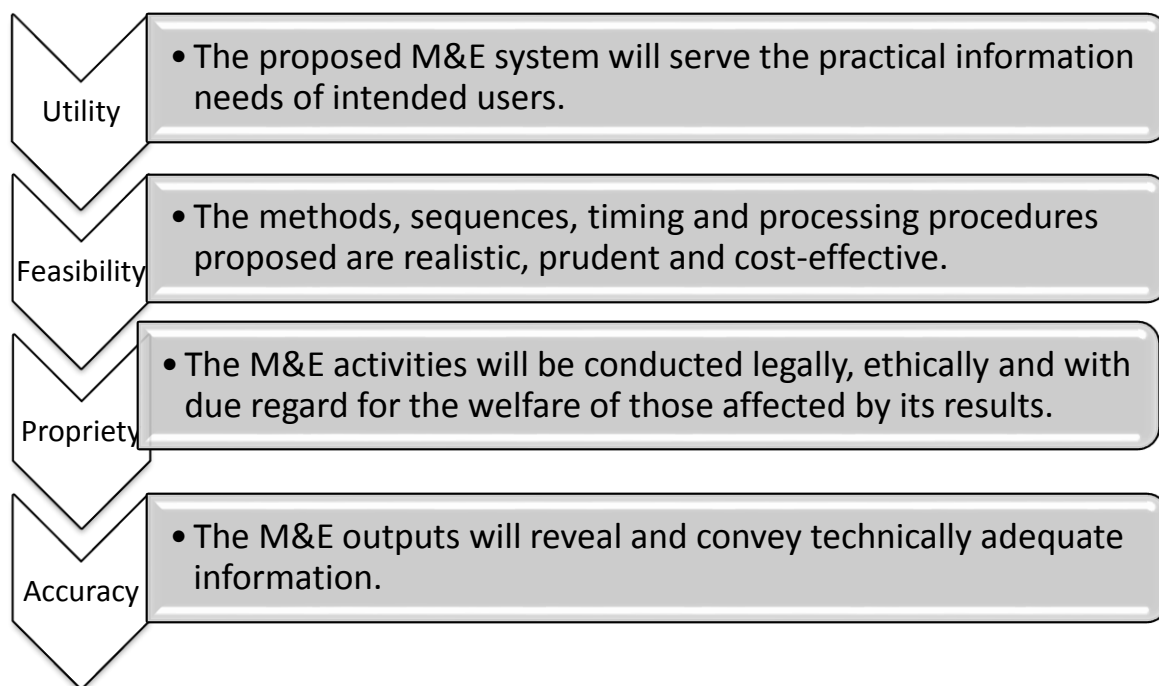 Utility
• The proposed M&E system will serve the practical information
needs of intended users.
Feasibility
• The methods, sequences, timing and processing procedures
proposed are realistic, prudent and cost-effective.
Propriety
• The M&E activities will be conducted legally, ethically and with
due regard for the welfare of those affected by its results.
Accuracy
• The M&E outputs will reveal and convey technically adequate
information.